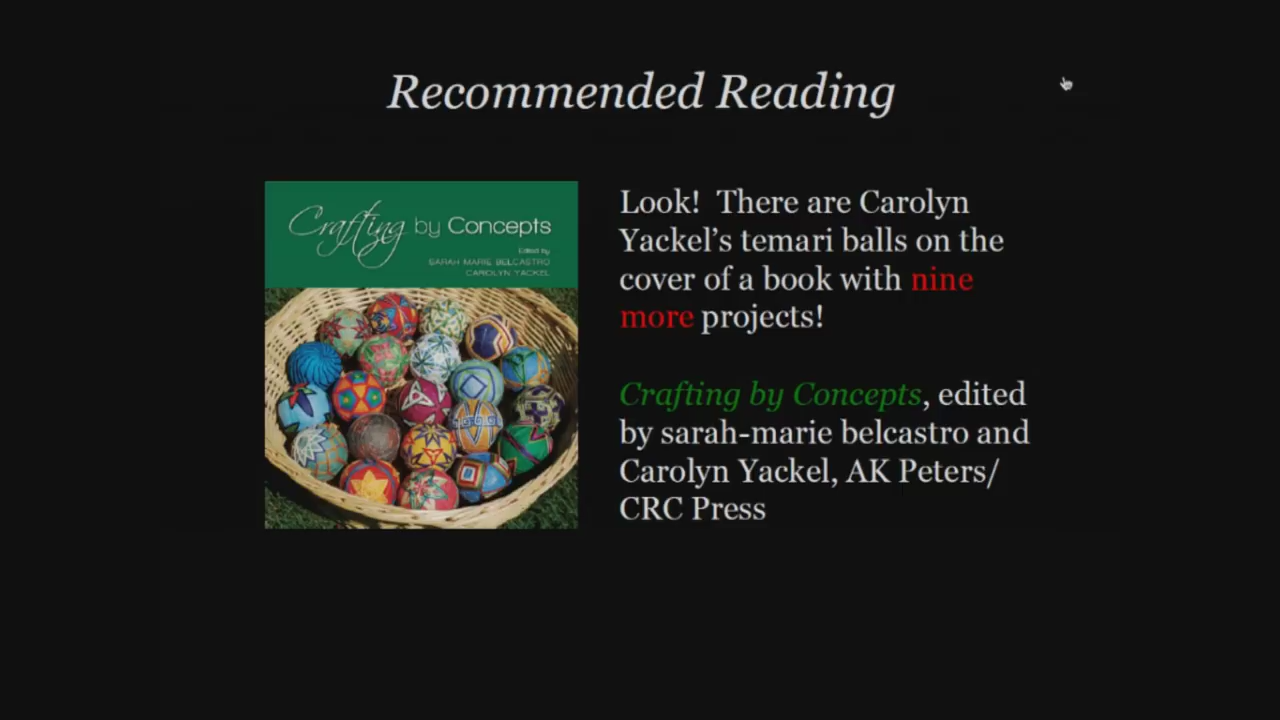 Recommended Reading
Crafting by Concepts
Edited by
SARAH-MARIE BELCASTRO
CAROLYN YACKEL
Look!  There are Carolyn
Yackel’s temari balls on the
cover of a book with nine
more projects!
Crafting by Concepts, edited
by sarah-marie belcastro and
Carolyn Yackel, AK Peters/
CRC Press